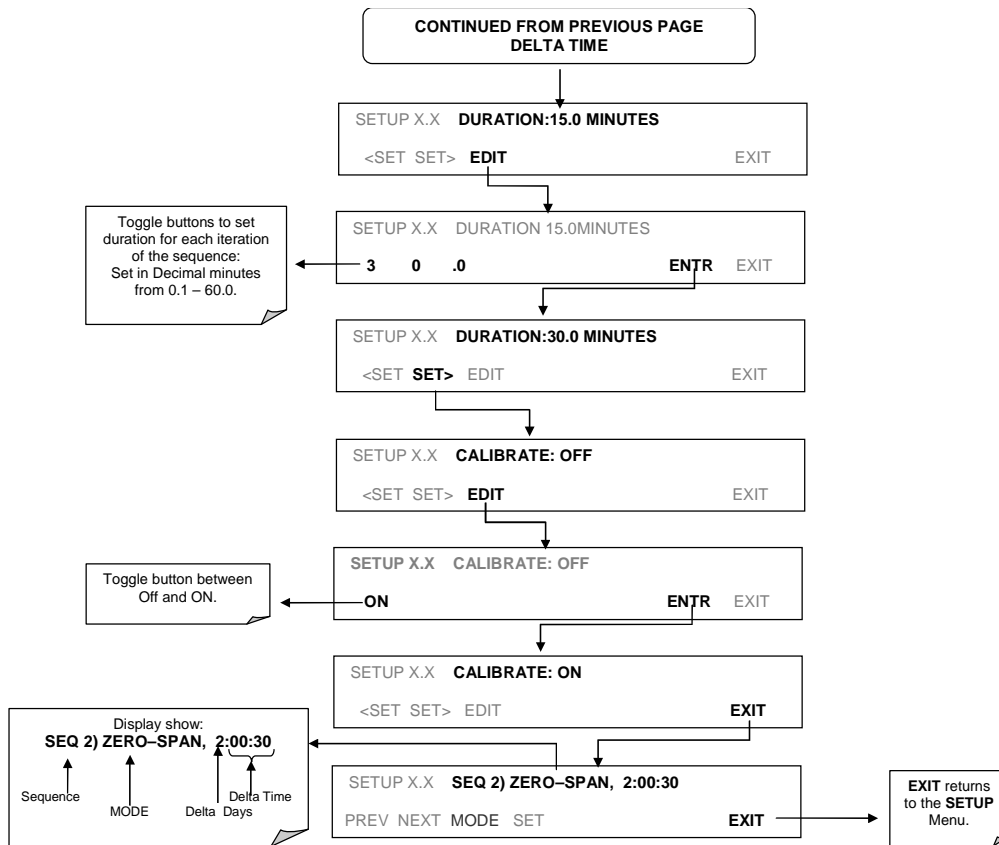 CONTINUED FROM PREVIOUS PAGE
DELTA TIME
SETUP X.X DURATION:15.0 MINUTES
<SET SET> EDIT EXIT
Toggle buttons to set
duration for each iteration
of the sequence:
Set in Decimal minutes
from 0.1 – 60.0.
SETUP X.X DURATION 15.0MINUTES
3 0 .0 ENTR EXIT
SETUP X.X DURATION:30.0 MINUTES
<SET SET> EDIT EXIT
SETUP X.X CALIBRATE: OFF
<SET SET> EDIT EXIT
Toggle button between
Off and ON.
SETUP X.X CALIBRATE: OFF
ON ENTR EXIT
SETUP X.X CALIBRATE: ON
<SET SET> EDIT EXIT
Display show:
SEQ 2) ZERO–SPAN, 2:00:30
Sequence
MODE
Delta Days
Delta Time
SETUP X.X SEQ 2) ZERO–SPAN, 2:00:30
PREV NEXT MODE SET EXIT
EXIT returns
to the SETUP
Menu.